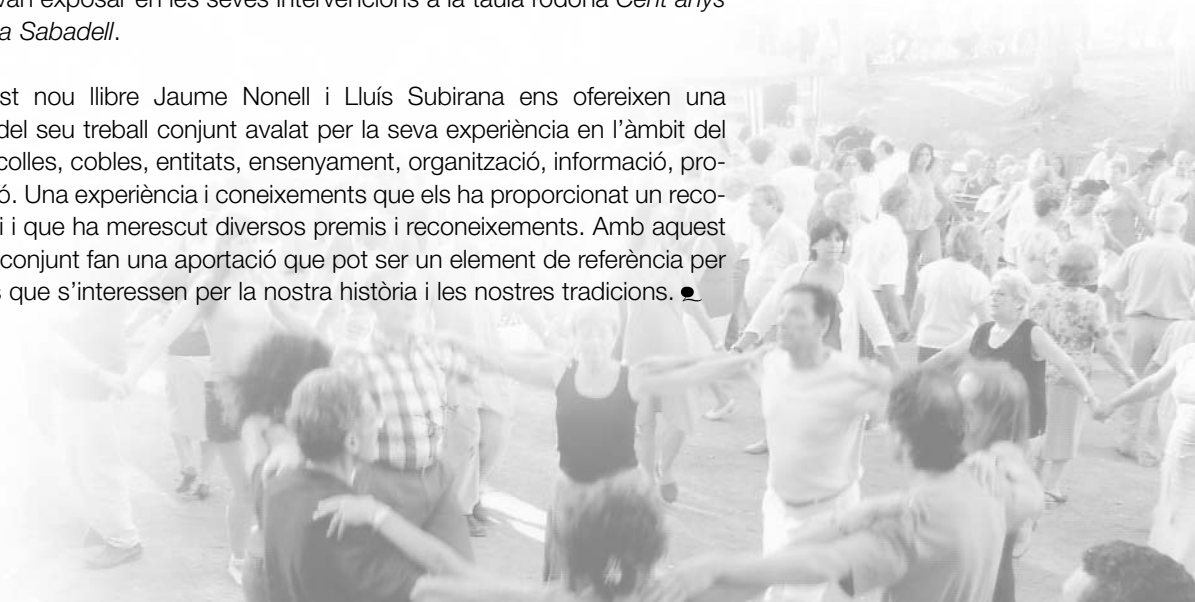 van exposar en les seves intervencions a la taula rodona Cent anys
a Sabadell.
st nou llibre Jaume Nonell i Lluís Subirana ens ofereixen una
del seu treball conjunt avalat per la seva experiència en l’àmbit del
colles, cobles, entitats, ensenyament, organització, informació, pro-
ó. Una experiència i coneixements que els ha proporcionat un reco-
i i que ha merescut diversos premis i reconeixements. Amb aquest
conjunt fan una aportació que pot ser un element de referència per
s que s’interessen per la nostra història i les nostres tradicions.